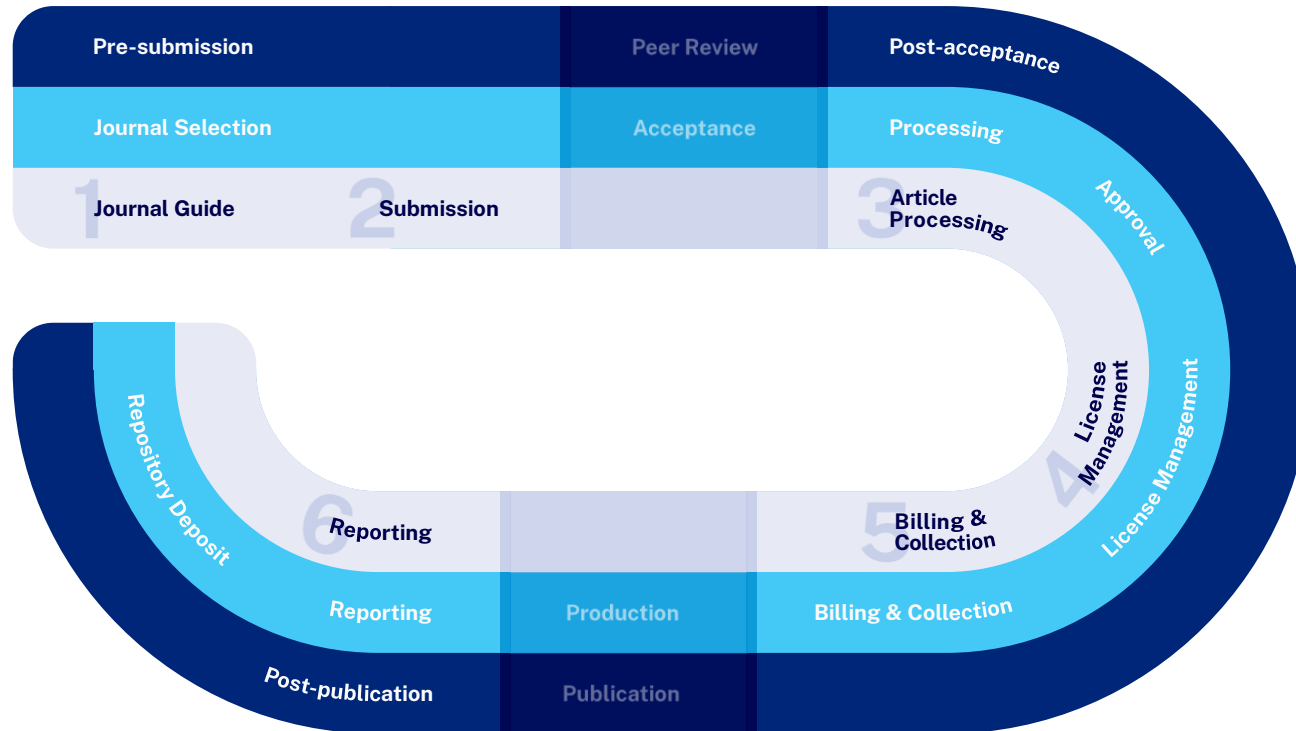 Pre-submission
Peer Review
Post-acceptance
Journal Selection
Acceptance
Processing
Approval
1
Journal Guide
2
Submission
3
Article
Processing
License Management
4
License
Management
5
Billing &
Collection
6
Reporting
Repository Deposit
Reporting
Production
Billing & Collection
Post-publication
Publication